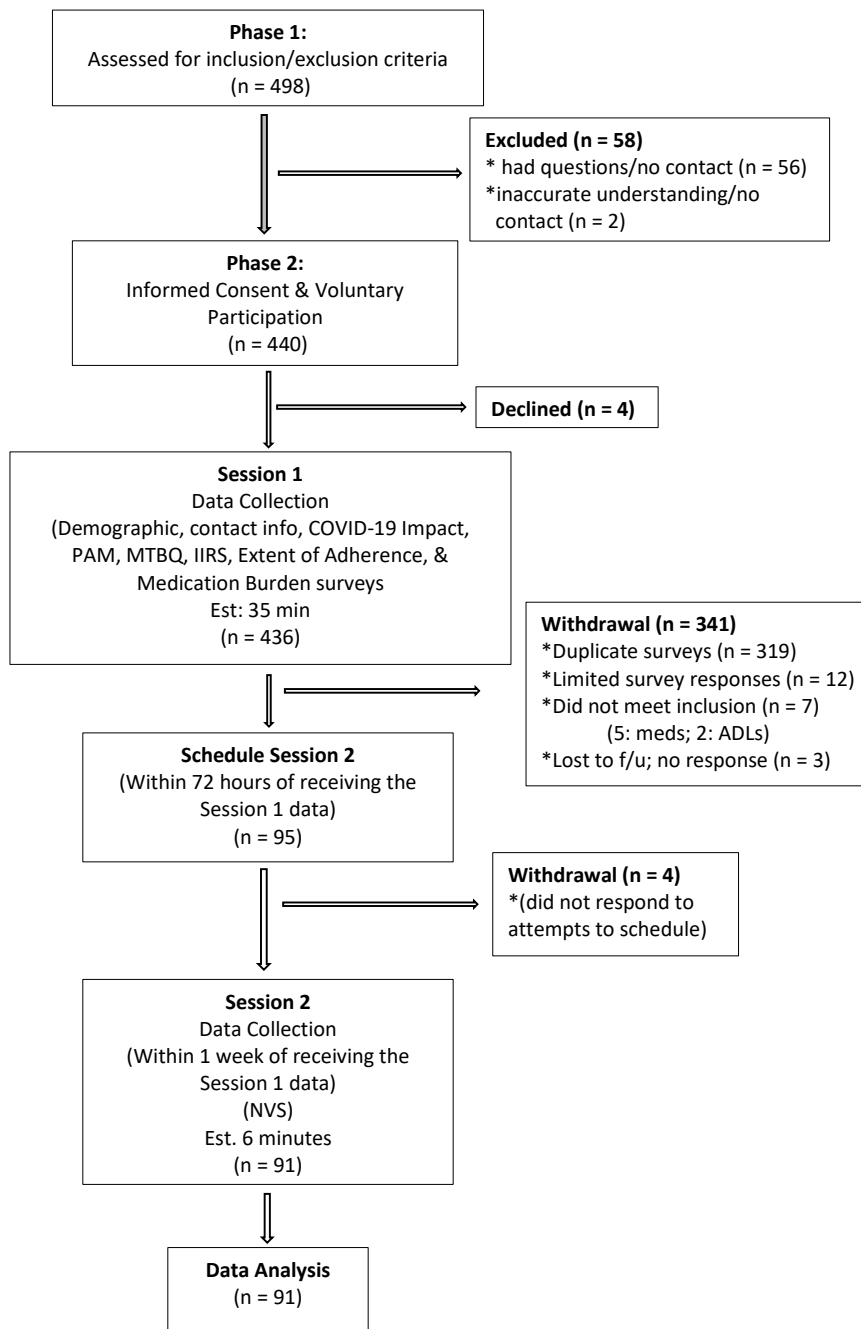 Phase 1:
Assessed for inclusion/exclusion criteria
(n = 498)
Excluded (n = 58)
* had questions/no contact (n = 56)
*inaccurate understanding/no
contact (n = 2)
Phase 2:
Informed Consent & Voluntary
Participation
(n = 440)
Declined (n = 4)
Session 1
Data Collection
(Demographic, contact info, COVID-19 Impact,
PAM, MTBQ, IIRS, Extent of Adherence, &
Medication Burden surveys
Est: 35 min
(n = 436)
Withdrawal (n = 341)
*Duplicate surveys (n = 319)
*Limited survey responses (n = 12)
*Did not meet inclusion (n = 7)
(5: meds; 2: ADLs)
*Lost to f/u; no response (n = 3)
Schedule Session 2
(Within 72 hours of receiving the
Session 1 data)
(n = 95)
Withdrawal (n = 4)
*(did not respond to
attempts to schedule)
Session 2
Data Collection
(Within 1 week of receiving the
Session 1 data)
(NVS)
Est. 6 minutes
(n = 91)
Data Analysis
(n = 91)